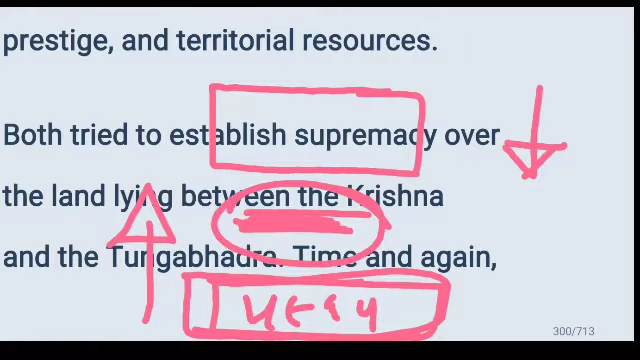 prestige, and territorial resources.
Both tried to establish supremacy over
the land lying between the Krishna
and the Tungabhadra. Time and again,
300/713